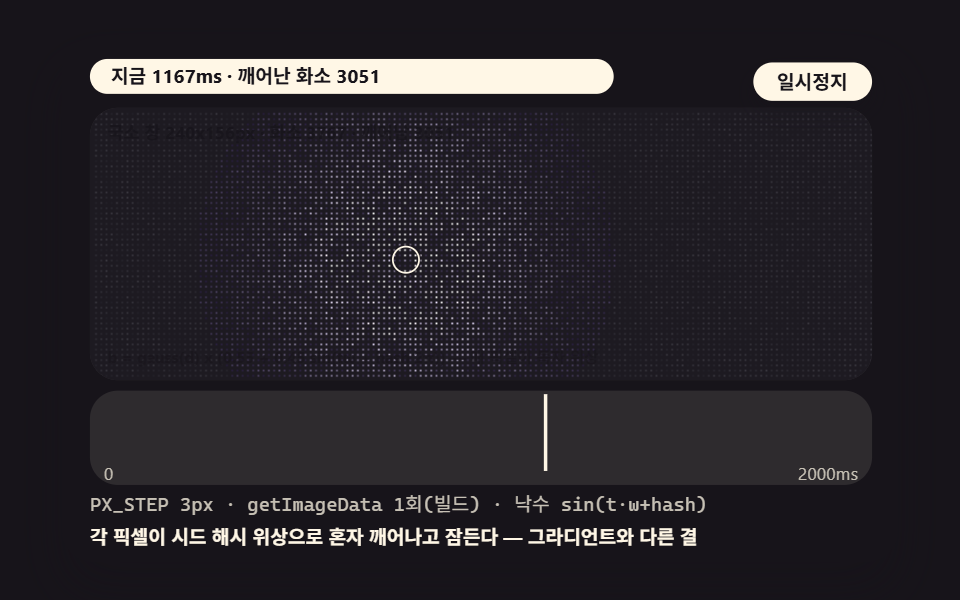 지금 1167ms · 깨어난 화소 3051
일시정지
0
2000ms
PX_STEP 3px · getImageData 1회(빌드) · 낙수 sin(t·w+hash)
각 픽셀이 시드 해시 위상으로 혼자 깨어나고 잠든다 — 그라디언트와 다른 결